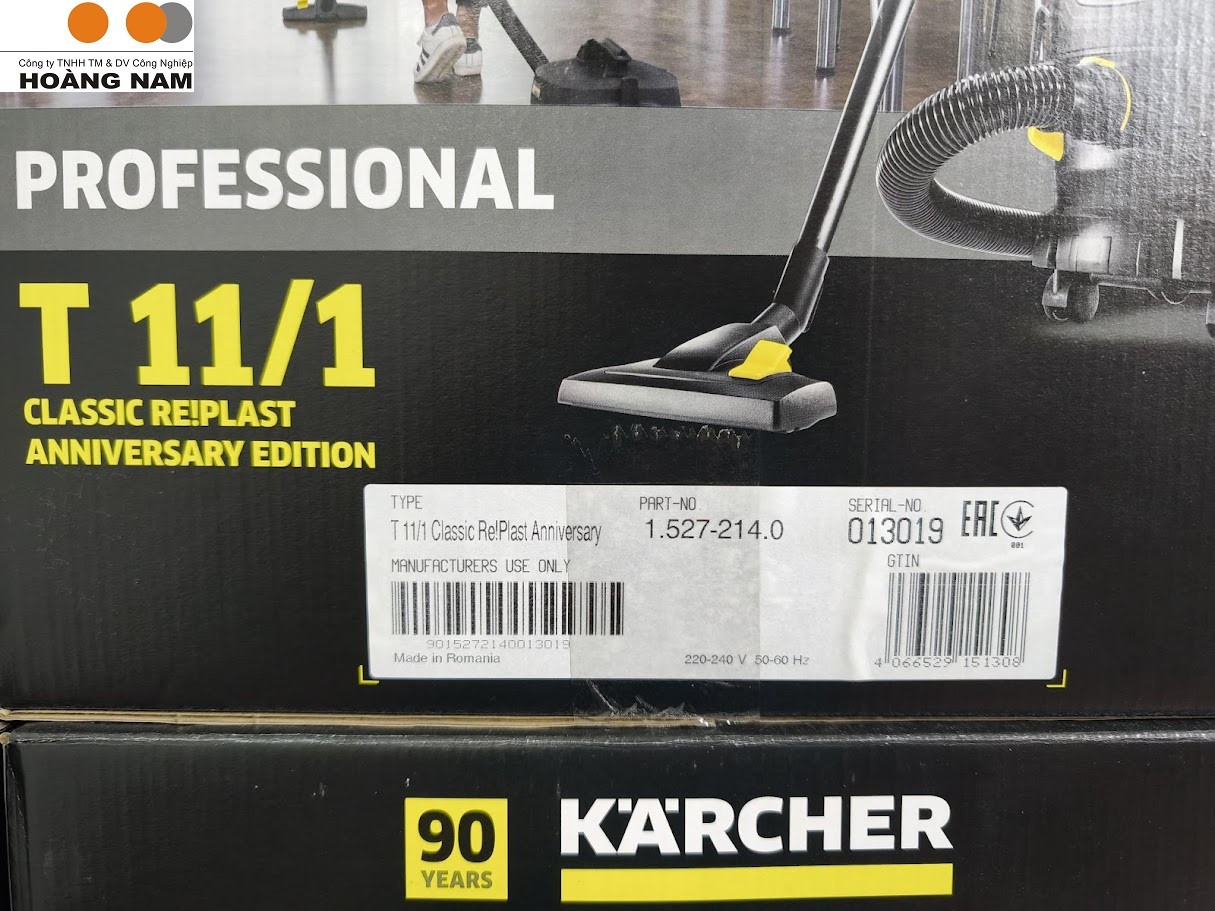 Công ty TNHH TM & DV Công Nghiệp
HOÀNG NAM
PROFESSIONAL
T 11/1
CLASSIC RE!PLAST
ANNIVERSARY EDITION
TYPE
T 11/1 Classic Re!Plast Anniversary
PART-NO.
1.527-214.0
SERIAL-NO.
013019
EAC
001
MANUFACTURERS USE ONLY
9015272140013019
Made in Romania
220-240 V 50-60 Hz
GTIN
4 066529 151308
90
YEARS
KÄRCHER